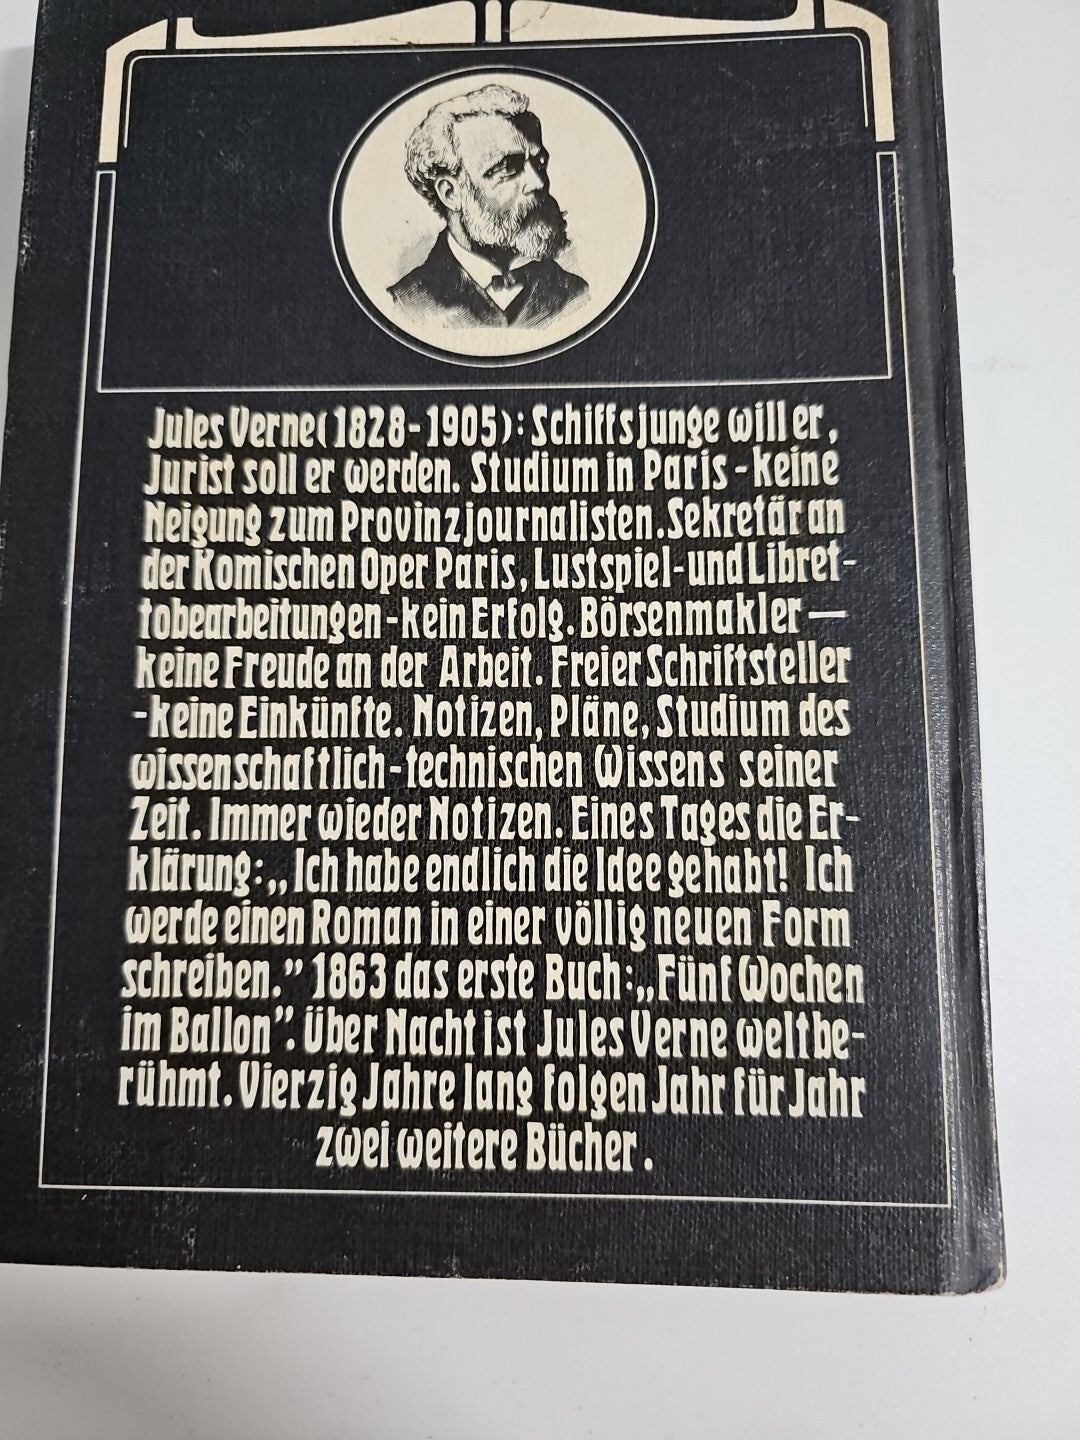 Jules Verne(1828-1905): Schiffsjunge will er,
Jurist soll er werden. Studium in Paris - keine
Neigung zum Provinzjournalisten. Sekretär an
der Komischen Oper Paris, Lustspiel- und Libret-
tobearbeitungen - kein Erfolg. Börsenmakler —
keine Freude an der Arbeit. Freier Schriftsteller
- keine Einkünfte. Notizen, Pläne, Studium des
wissenschaftlich-technischen Wissens seiner
Zeit. Immer wieder Notizen. Eines Tages die Er-
klärung: „Ich habe endlich die Idee gehabt! Ich
werde einen Roman in einer völlig neuen Form
schreiben.” 1863 das erste Buch: „Fünf Wochen
im Ballon”. Über Nacht ist Jules Verne weltbe-
rühmt. Vierzig Jahre lang folgen Jahr für Jahr
zwei weitere Bücher.